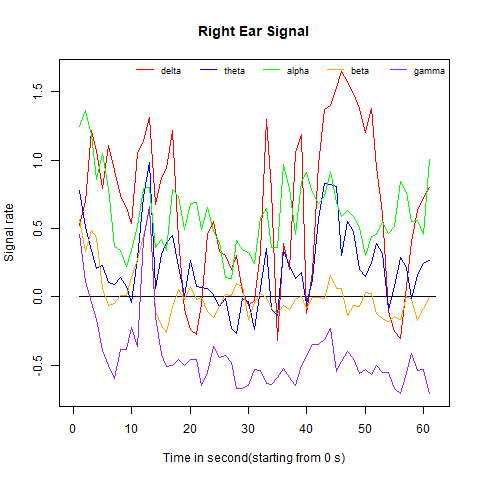 Right Ear Signal
delta theta alpha beta gamma
Signal rate
1.5
1.0
0.5
0.0
-0.5
0 10 20 30 40 50 60
Time in second(starting from 0 s)